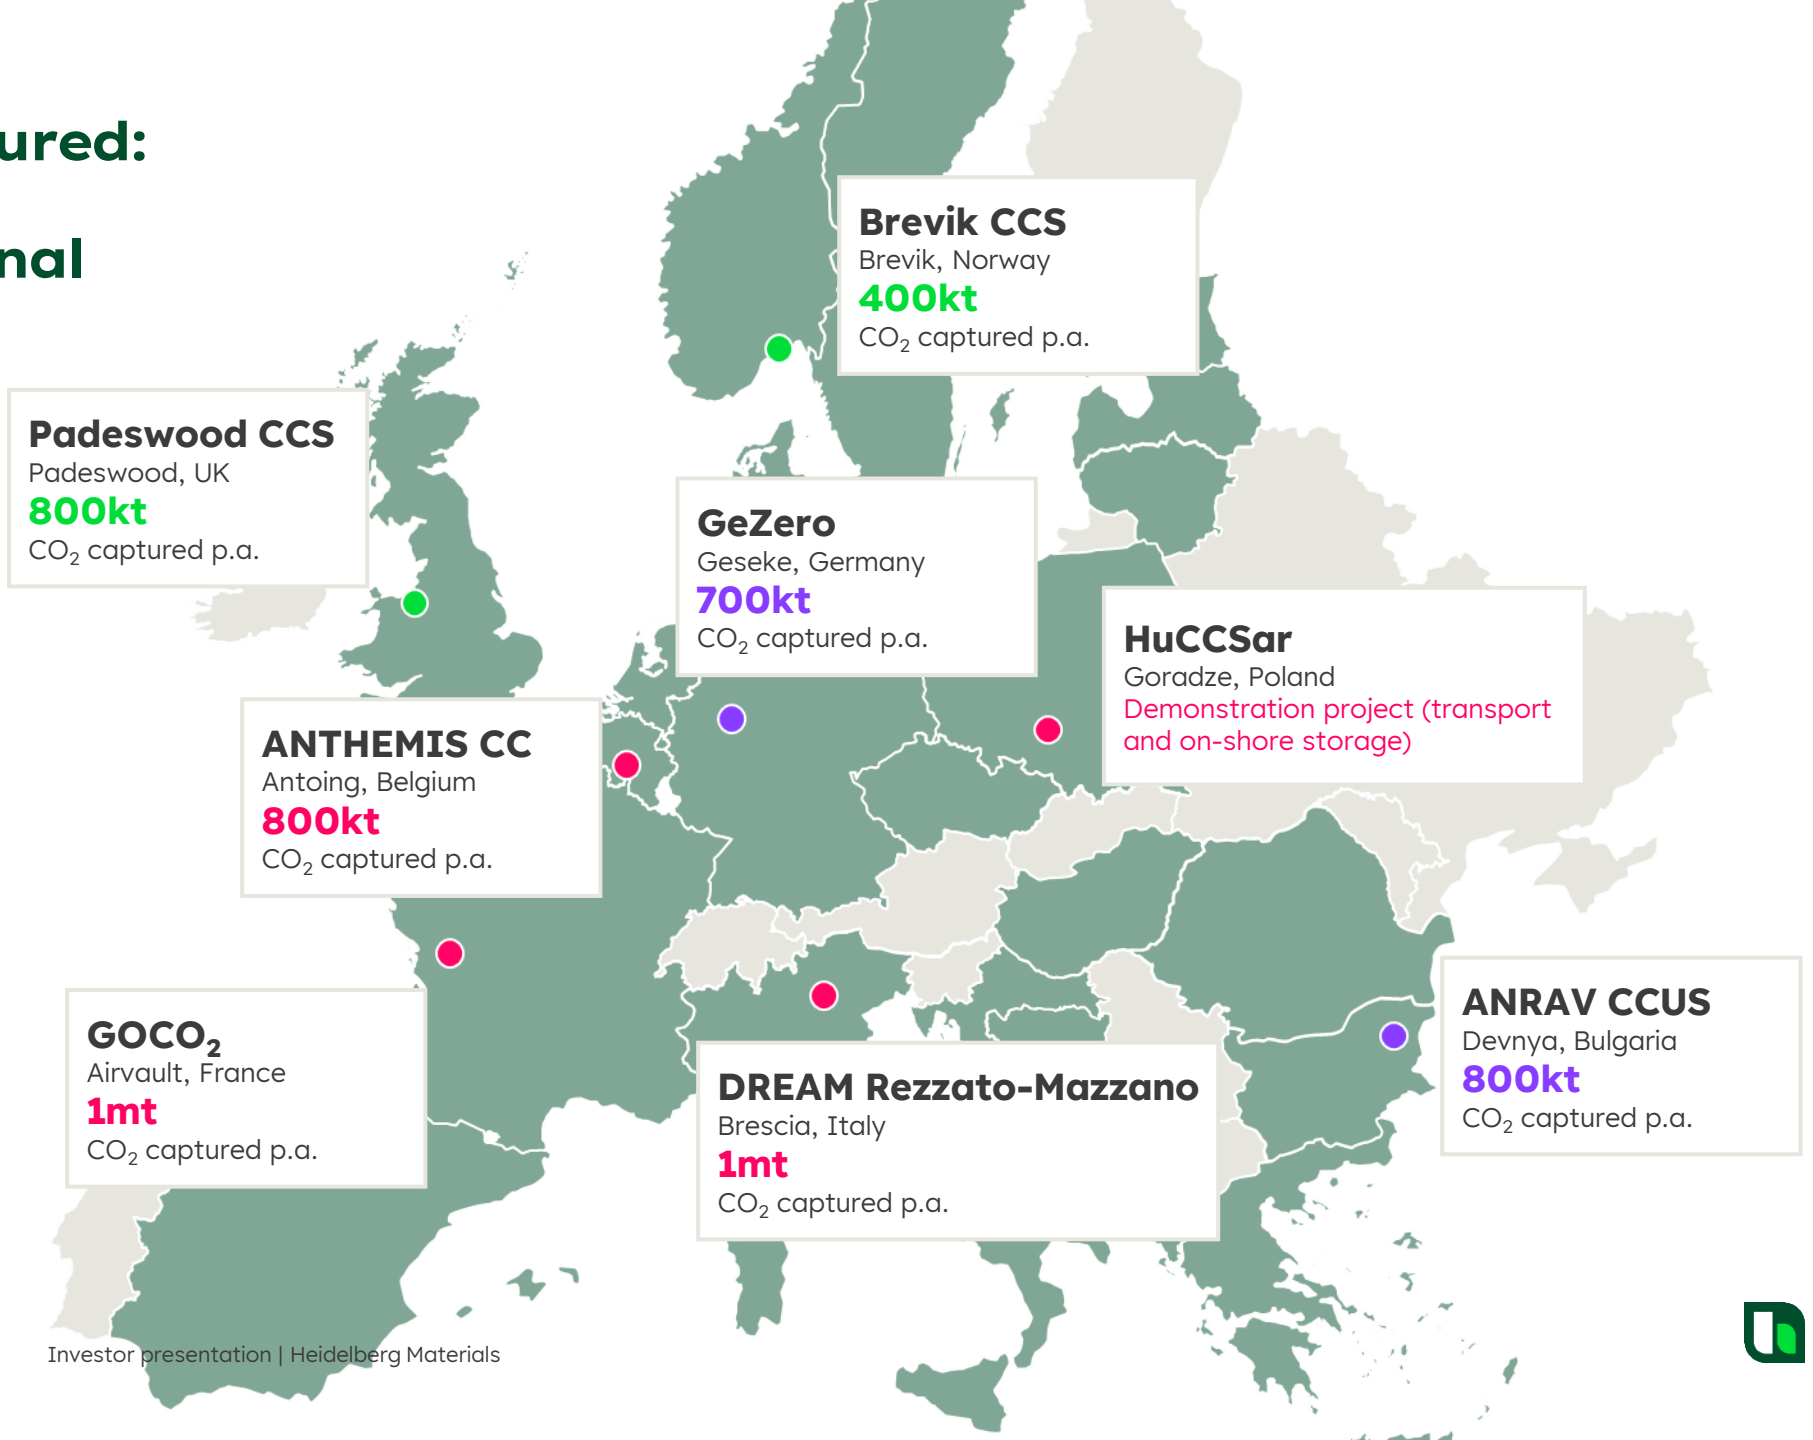 ured:
nal
Brevik CCS
Brevik, Norway
400kt
CO₂ captured p.a.
Padeswood CCS
Padeswood, UK
800kt
CO₂ captured p.a.
GeZero
Geseke, Germany
700kt
CO₂ captured p.a.
HuCCSar
Goradze, Poland
Demonstration project (transport
and on-shore storage)
ANTHEMIS CC
Antoing, Belgium
800kt
CO₂ captured p.a.
GOCO₂
Airvault, France
1mt
CO₂ captured p.a.
DREAM Rezzato-Mazzano
Brescia, Italy
1mt
CO₂ captured p.a.
ANRAV CCUS
Devnya, Bulgaria
800kt
CO₂ captured p.a.
Investor presentation | Heidelberg Materials